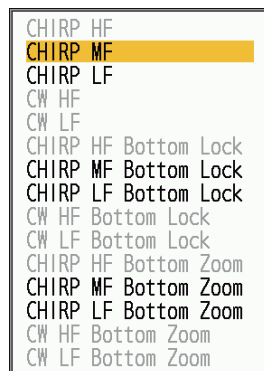 CHIRP HF
CHIRP MF
CHIRP LF
CW HF
CW LF
CHIRP HF Bottom Lock
CHIRP MF Bottom Lock
CHIRP LF Bottom Lock
CW HF Bottom Lock
CW LF Bottom Lock
CHIRP HF Bottom Zoom
CHIRP MF Bottom Zoom
CHIRP LF Bottom Zoom
CW HF Bottom Zoom
CW LF Bottom Zoom